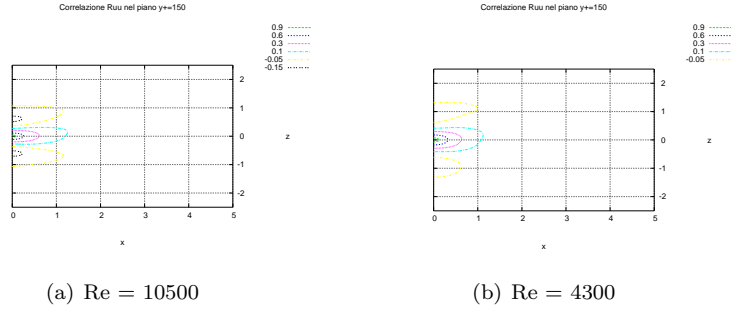 Correlazione Ruu nel piano y+=150
0.9
0.6
0.3
0.1
-0.05
-0.15
2
1
0
-1
-2
z
0 1 2 3 4 5
x
(a) Re = 10500
Correlazione Ruu nel piano y+=150
0.9
0.6
0.3
0.1
-0.05
2
1
0
-1
-2
z
0 1 2 3 4 5
x
(b) Re = 4300